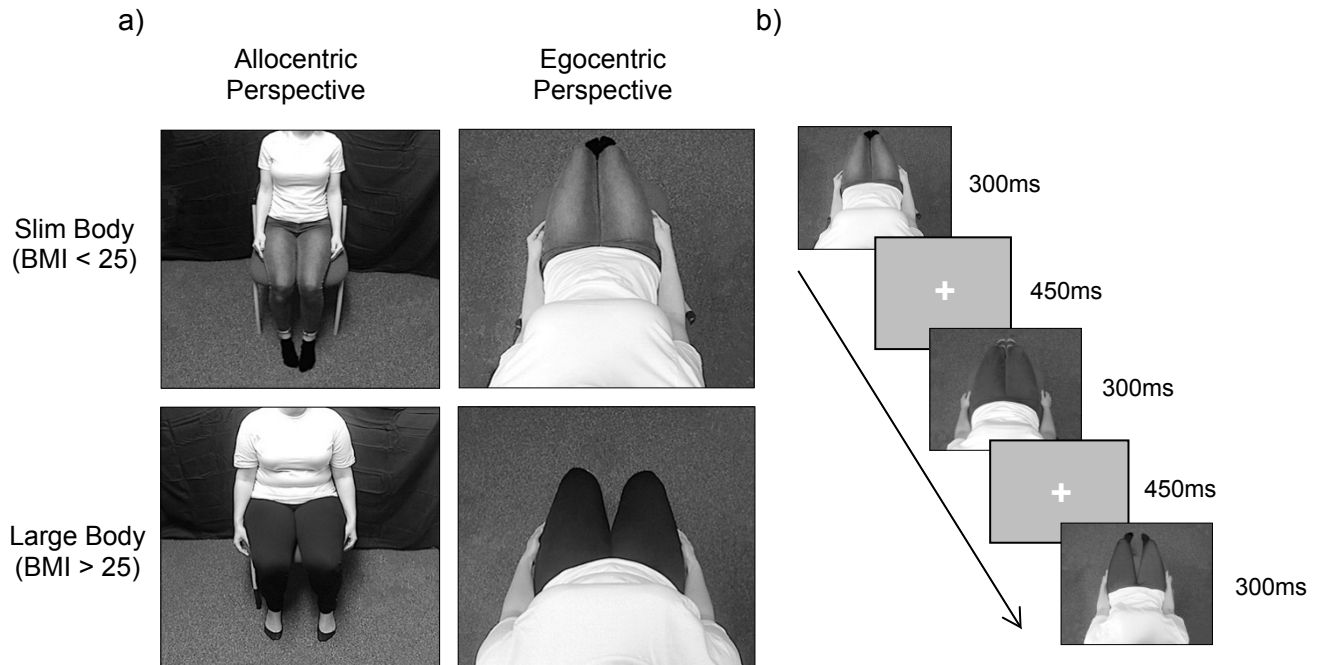 a)
Allocentric
Perspective
Egocentric
Perspective
Slim Body
(BMI < 25)
Large Body
(BMI > 25)
b)
300ms
450ms
300ms
450ms
300ms